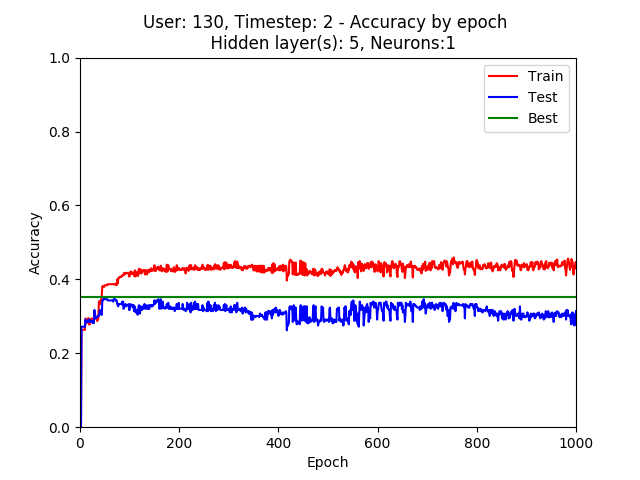 User: 130, Timestep: 2 - Accuracy by epoch
Hidden layer(s): 5, Neurons:1
Train
Test
Best
1.0
0.8
0.6
0.4
0.2
0.0
Accuracy
0
200
400
600
800
1000
Epoch